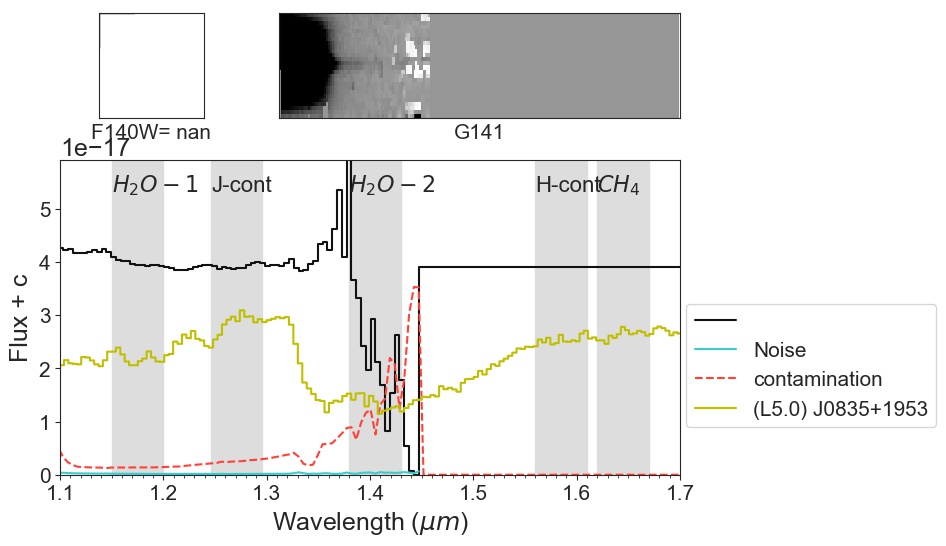 F140W= nan
G141
1e−17
H₂O − 1
J-cont
H₂O − 2
H-cont
CH₄
Flux + c
5
4
3
2
1
0
1.1
1.2
1.3
1.4
1.5
1.6
1.7
Wavelength (μm)
Noise
contamination
(L5.0) J0835+1953